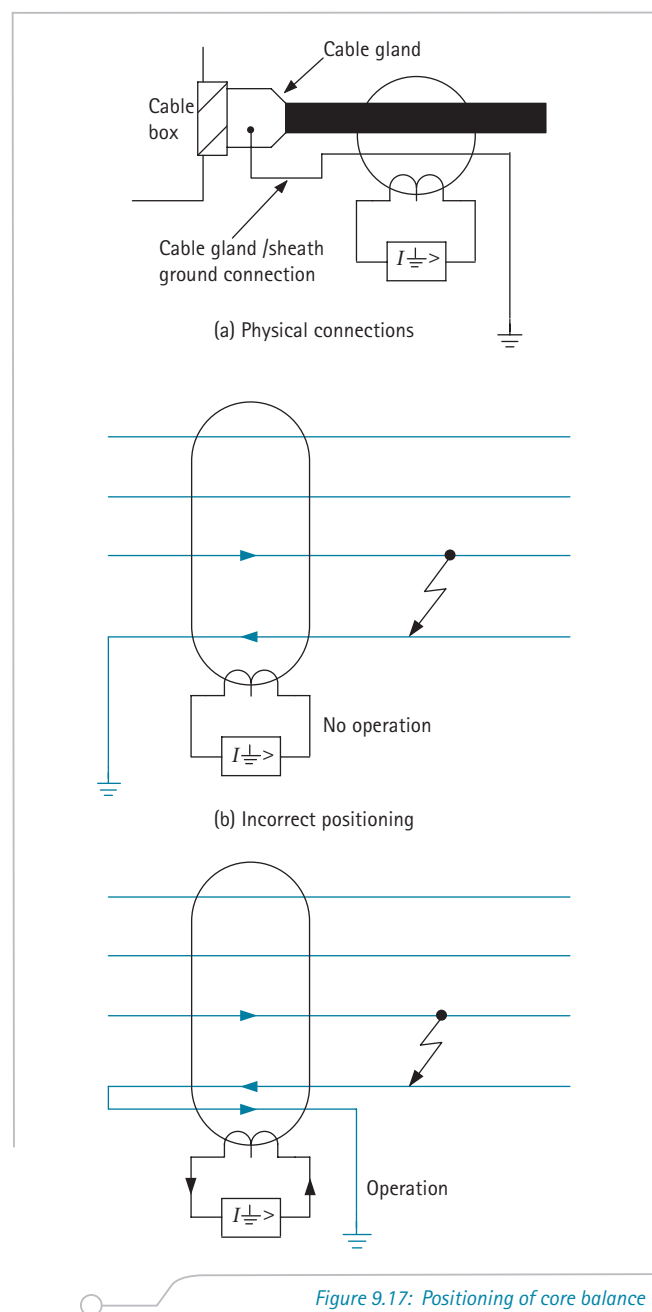 Cable gland
Cable
box
Cable gland /sheath
ground connection
I >
(a) Physical connections
No operation
I >
(b) Incorrect positioning
Operation
I >
Figure 9.17: Positioning of core balance